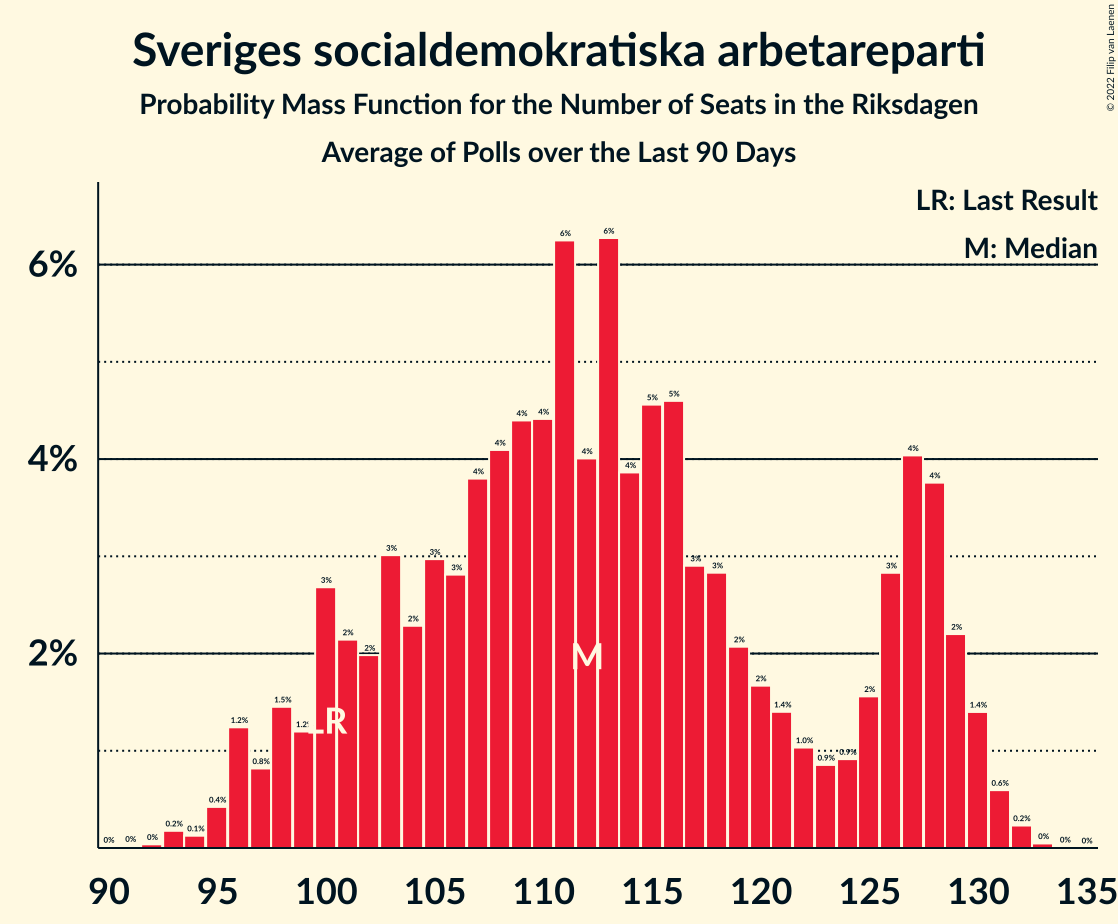 Sveriges socialdemokratiska arbetareparti
Probability Mass Function for the Number of Seats in the Riksdagen
Average of Polls over the Last 90 Days
© 2022 Filip van Laenen
LR: Last Result
M: Median
6%
4%
2%
0% 0% 0% 0.2% 0.1% 0.4% 1.2% 0.8% 1.5% 1.2% 3% 2% 2% 3% 2% 3% 3% 4% 4% 4% 4% 6% 4% 6% 4% 5% 5% 3% 3% 2% 2% 1.4% 1.0% 0.9% 0.9% 2% 3% 4% 4% 2% 1.4% 0.6% 0.2% 0% 0% 0%
LR
M
90 95 100 105 110 115 120 125 130 135